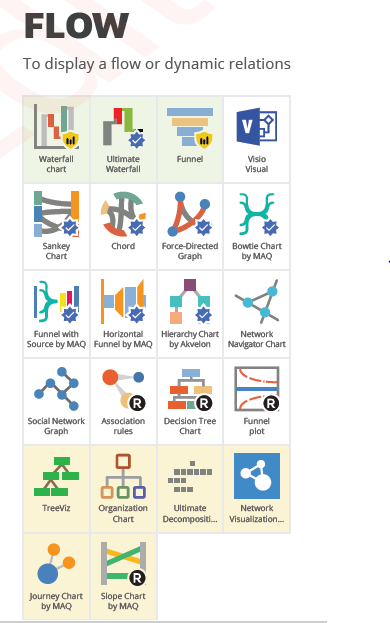 FLOW
To display a flow or dynamic relations
Waterfall
chart
Ultimate
Waterfall
Funnel
Visio
Visual
Sankey
Chart
Chord
Force-Directed
Graph
Bowtie Chart
by MAQ
Funnel with
Source by MAQ
Horizontal
Funnel by MAQ
Hierarchy Chart
by Akvelon
Network
Navigator Chart
Social Network
Graph
Association
rules
R
Decision Tree
Chart
R
Funnel
plot
R
TreeViz
Organization
Chart
Ultimate
Decompositi...
Network
Visualization...
Journey Chart
by MAQ
Slope Chart
by MAQ
R